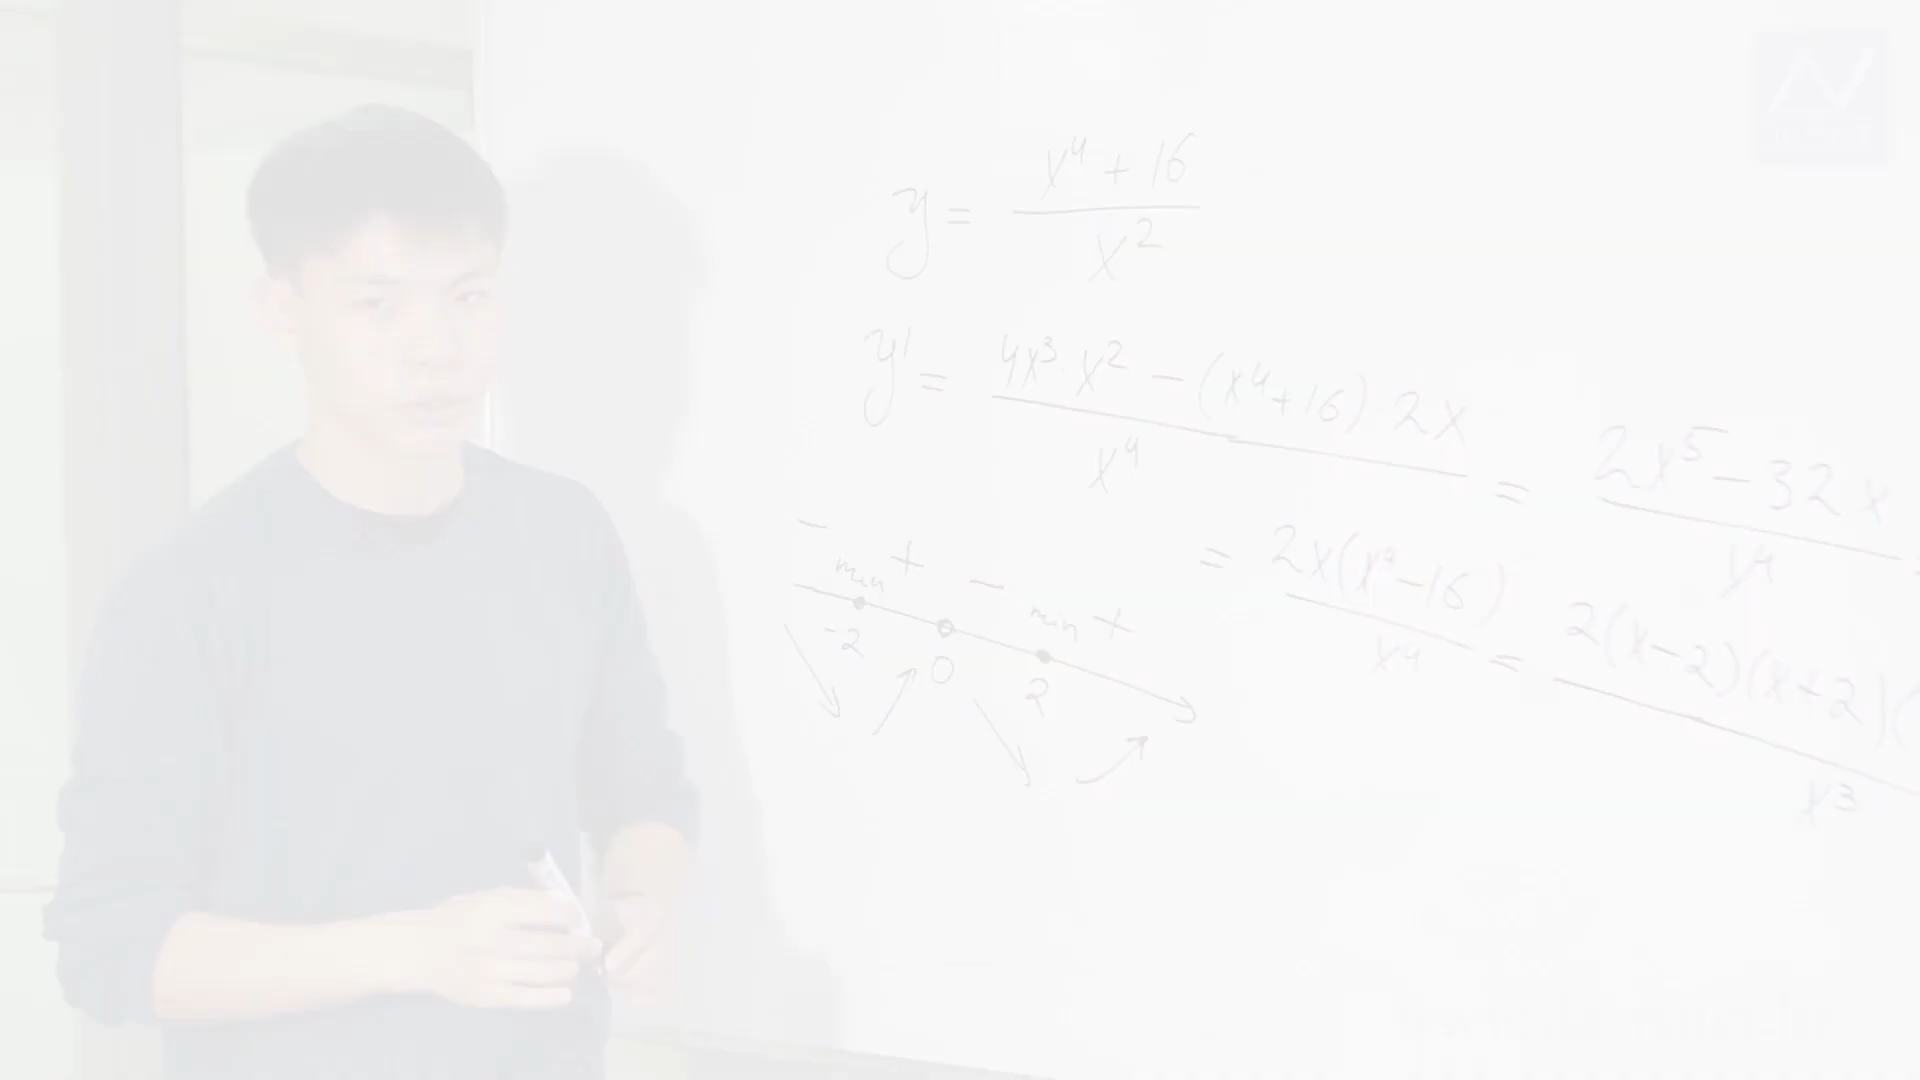 y = x⁴ + 16 / x²
y' = 4x³ · x² − (x⁴ + 16) · 2x / x⁴ = 2x⁵ − 32x / x⁴
= 2x(x⁴ − 16) / x⁴ = 2(x − 2)(x + 2)( / x³
− min + − min +
-2 0 2